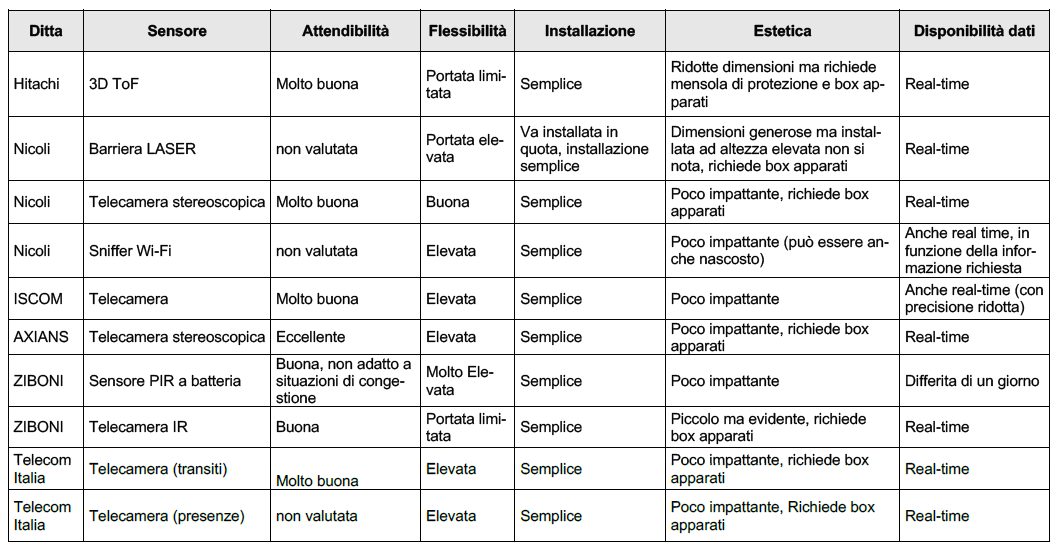 Ditta Sensore Attendibilità Flessibilità Installazione Estetica Disponibilità dati
Hitachi 3D ToF Molto buona Portata limi-
tata Semplice Ridotte dimensioni ma richiede
mensola di protezione e box ap-
parati Real-time
Nicoli Barriera LASER non valutata Portata ele-
vata Va installata in
quota, installazione
semplice Dimensioni generose ma instal-
lata ad altezza elevata non si
nota, richiede box apparati Real-time
Nicoli Telecamera stereoscopica Molto buona Buona Semplice Poco impattante, richiede box
apparati Real-time
Nicoli Sniffer Wi-Fi non valutata Elevata Semplice Poco impattante (può essere an-
che nascosto) Anche real time, in
funzione della infor-
mazione richiesta
ISCOM Telecamera Molto buona Elevata Semplice Poco impattante Anche real-time (con
precisione ridotta)
AXIANS Telecamera stereoscopica Eccellente Elevata Semplice Poco impattante, richiede box
apparati Real-time
ZIBONI Sensore PIR a batteria Buona, non adatto a
situazioni di conge-
stione Molto Ele-
vata Semplice Poco impattante Differita di un giorno
ZIBONI Telecamera IR Buona Portata limi-
tata Semplice Piccolo ma evidente, richiede
box apparati Real-time
Telecom
Italia Telecamera (transiti) Molto buona Elevata Semplice Poco impattante, richiede box
apparati Real-time
Telecom
Italia Telecamera (presenze) non valutata Elevata Semplice Poco impattante, Richiede box
apparati Real-time